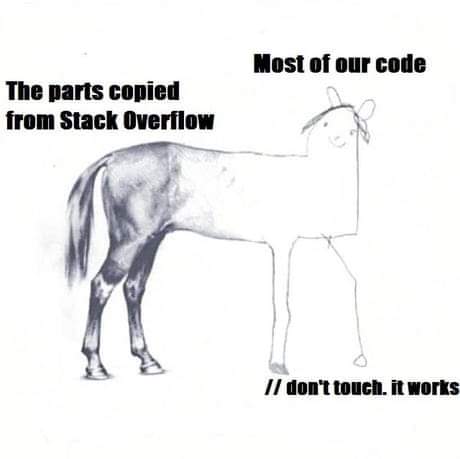 Most of our code
The parts copied
from Stack Overflow
// don't touch. it works